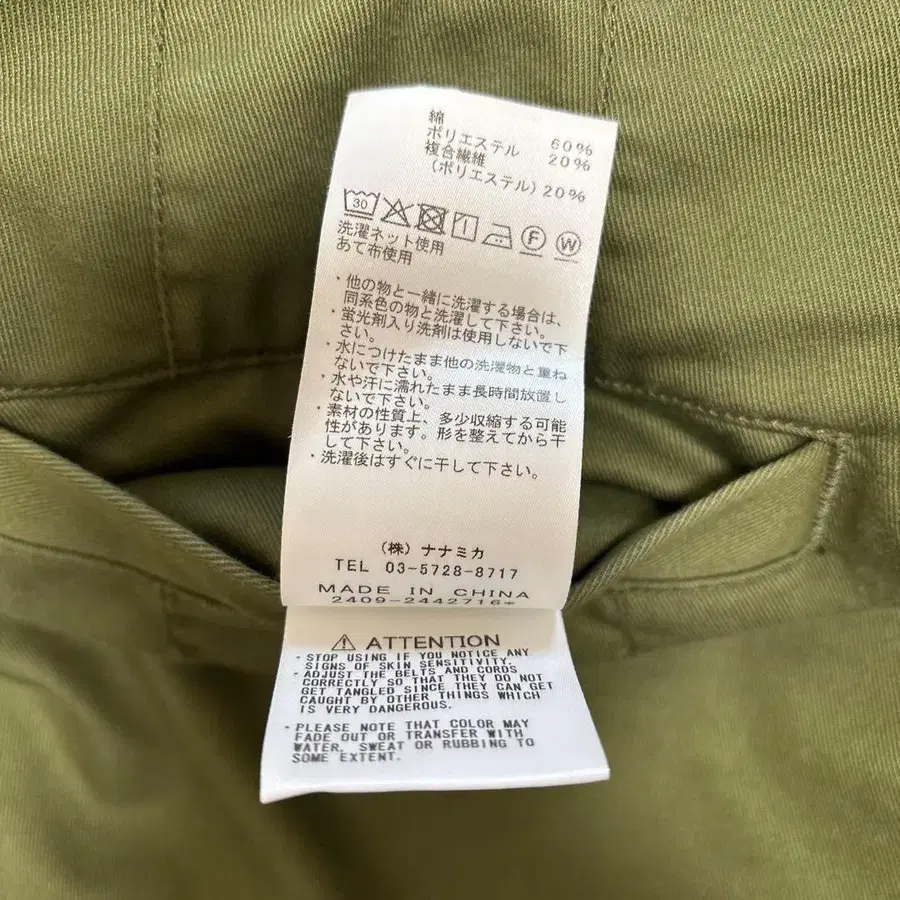 綿 60%
ポリエステル 20%
複合繊維
(ポリエステル) 20%
30
F
W
洗濯ネット使用
あて布使用
・他の物と一緒に洗濯する場合は、
同系色の物と洗濯して下さい。
・蛍光剤入り洗剤は使用しないで下
さい。
・水につけたまま他の洗濯物と重ね
ないで下さい。
・水や汗に濡れたまま長時間放置し
ないで下さい。
・素材の性質上、多少収縮する可能
性があります。形を整えてから干
して下さい。
・洗濯後はすぐに干して下さい。
(株) ナナミカ
TEL 03-5728-8717
MADE IN CHINA
2409-2442716*
⚠ ATTENTION
・STOP USING IF YOU NOTICE ANY
SIGNS OF SKIN SENSITIVITY.
・ADJUST THE BELTS AND CORDS
CORRECTLY SO THAT THEY DO NOT
GET TANGLED SINCE THEY CAN GET
CAUGHT BY OTHER THINGS WHICH
IS VERY DANGEROUS.
・PLEASE NOTE THAT COLOR MAY
FADE OUT OR TRANSFER WITH
WATER, SWEAT OR RUBBING TO
SOME EXTENT.